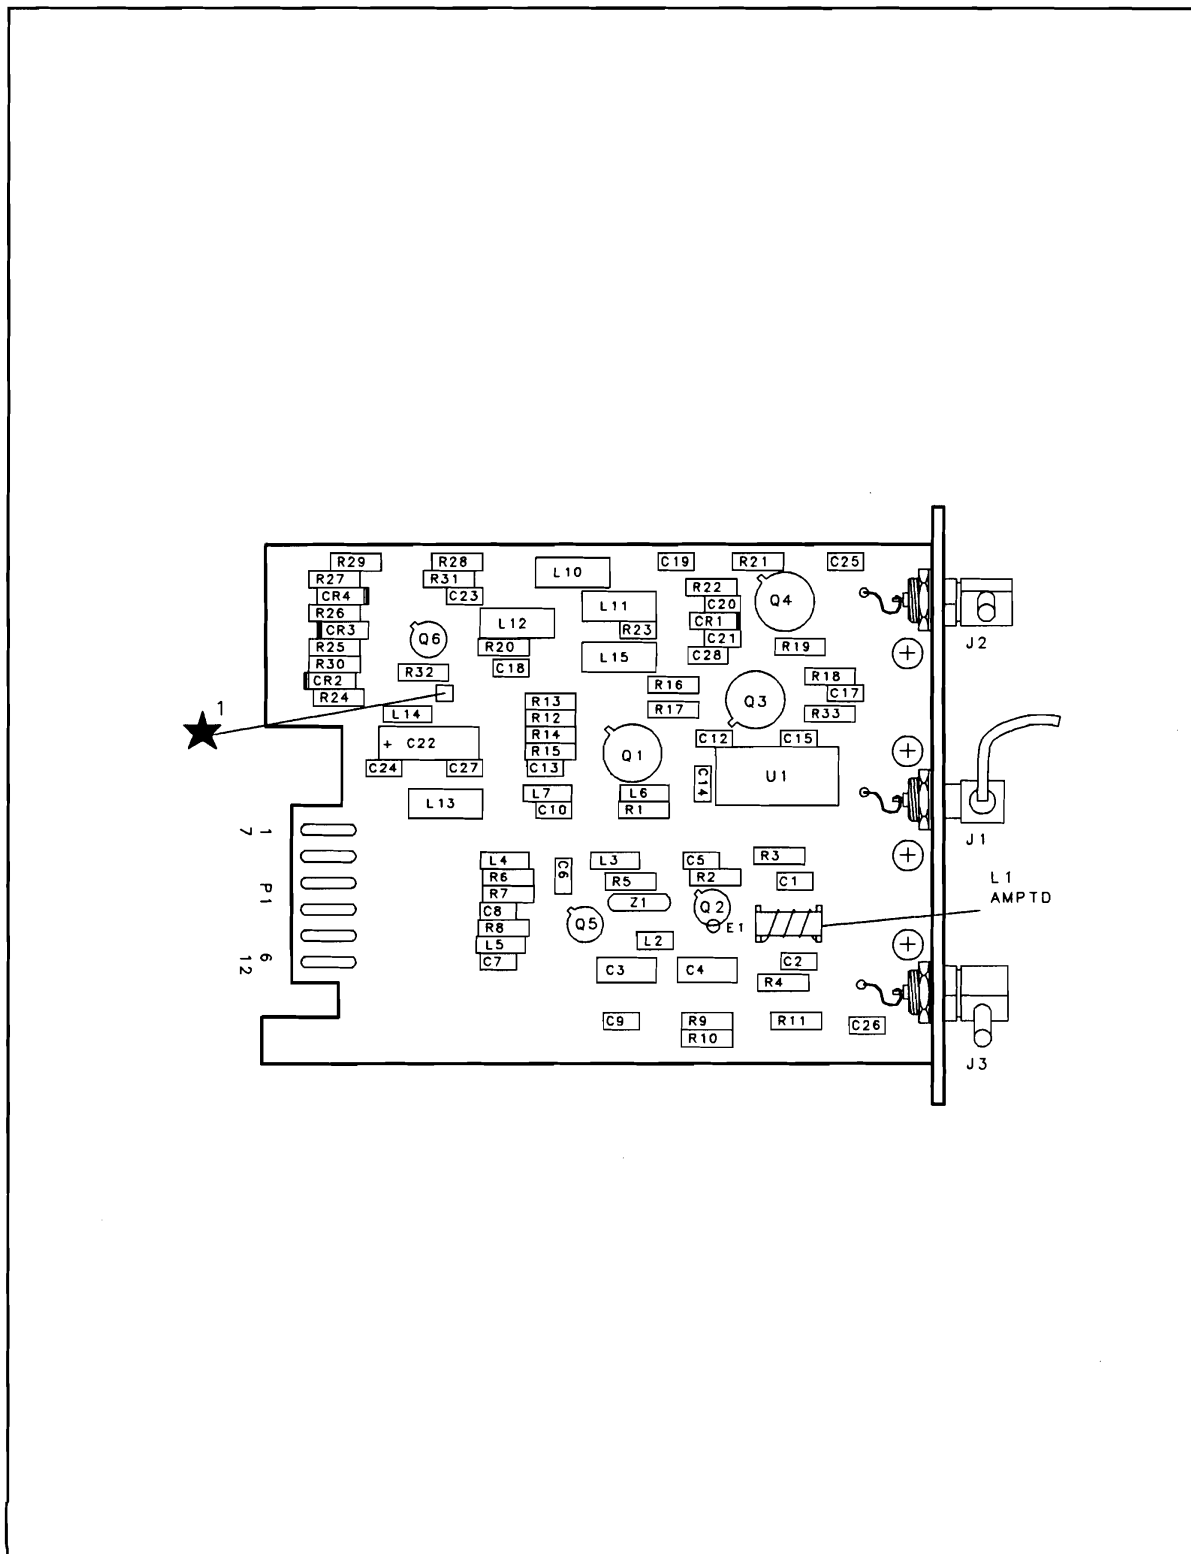 R29 R28 C19 R21 C25
R27 R31 L10 R22
CR4 C23 L11 C20 Q4
R26 L12 CR1
CR3 Q6 R23 C21 J2
R25 R20 L15 C28 R19
R30 R32 C18 R18
CR2 R16 C17
R24 R13 Q3
1 L14 R12 R17 R33
+ C22 R14 Q1 C12 C15
R15
C24 C27 C13 C14 U1
L13 L7 L6
C10 R1
1
7
J1
L4 C6 L3 C5 R3
R6 R5 R2 C1
P1 R7 Z1
C8 Q2
R8 Q5 E1
L5 L2
L1
AMPTD
6
12
C7 C3 C4 C2
R4
C9 R9 R11 C26
R10
J3